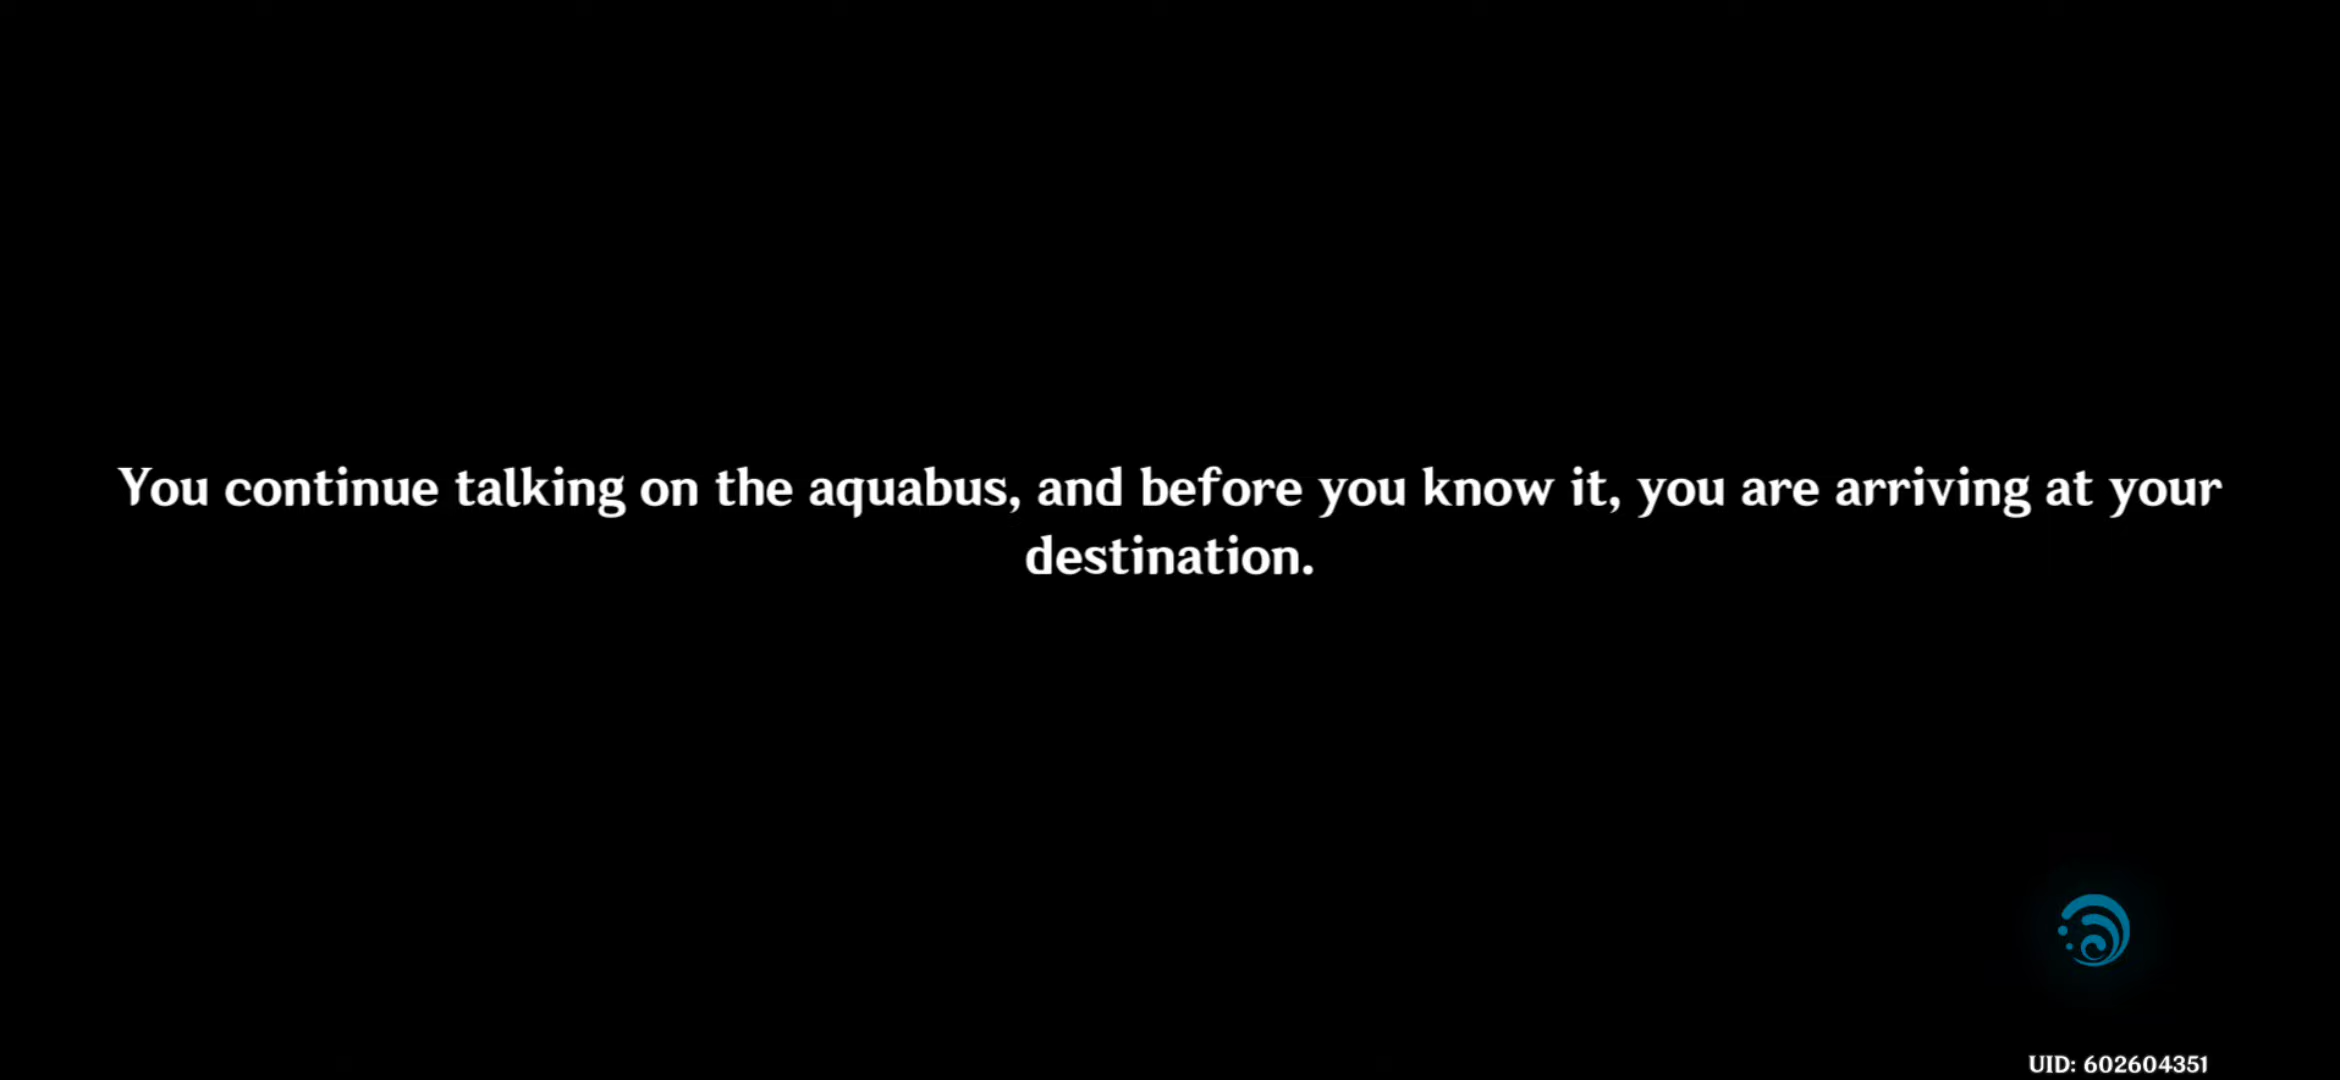 You continue talking on the aquabus, and before you know it, you are arriving at your
destination.
UID: 602604351